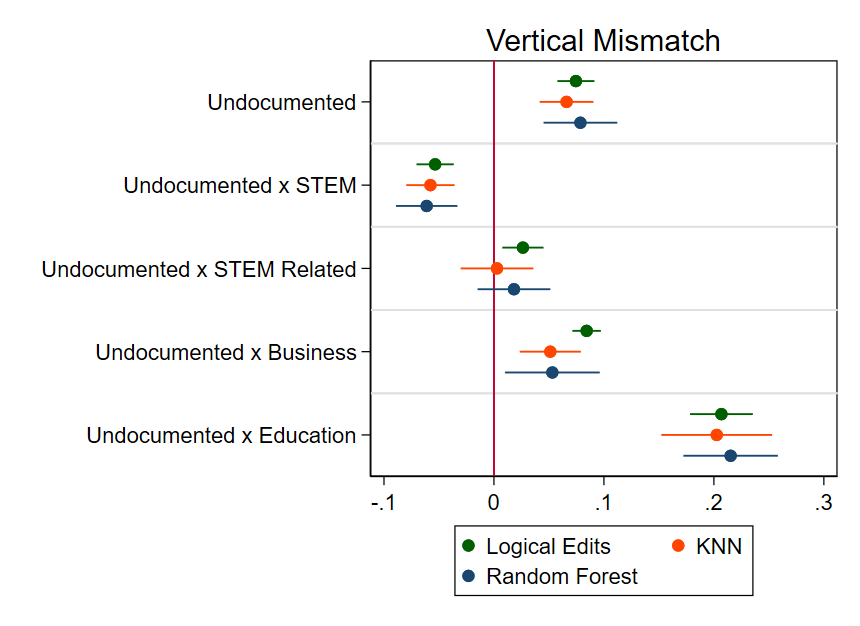 Vertical Mismatch
Undocumented
Undocumented x STEM
Undocumented x STEM Related
Undocumented x Business
Undocumented x Education
-.1 0 .1 .2 .3
Logical Edits KNN
Random Forest